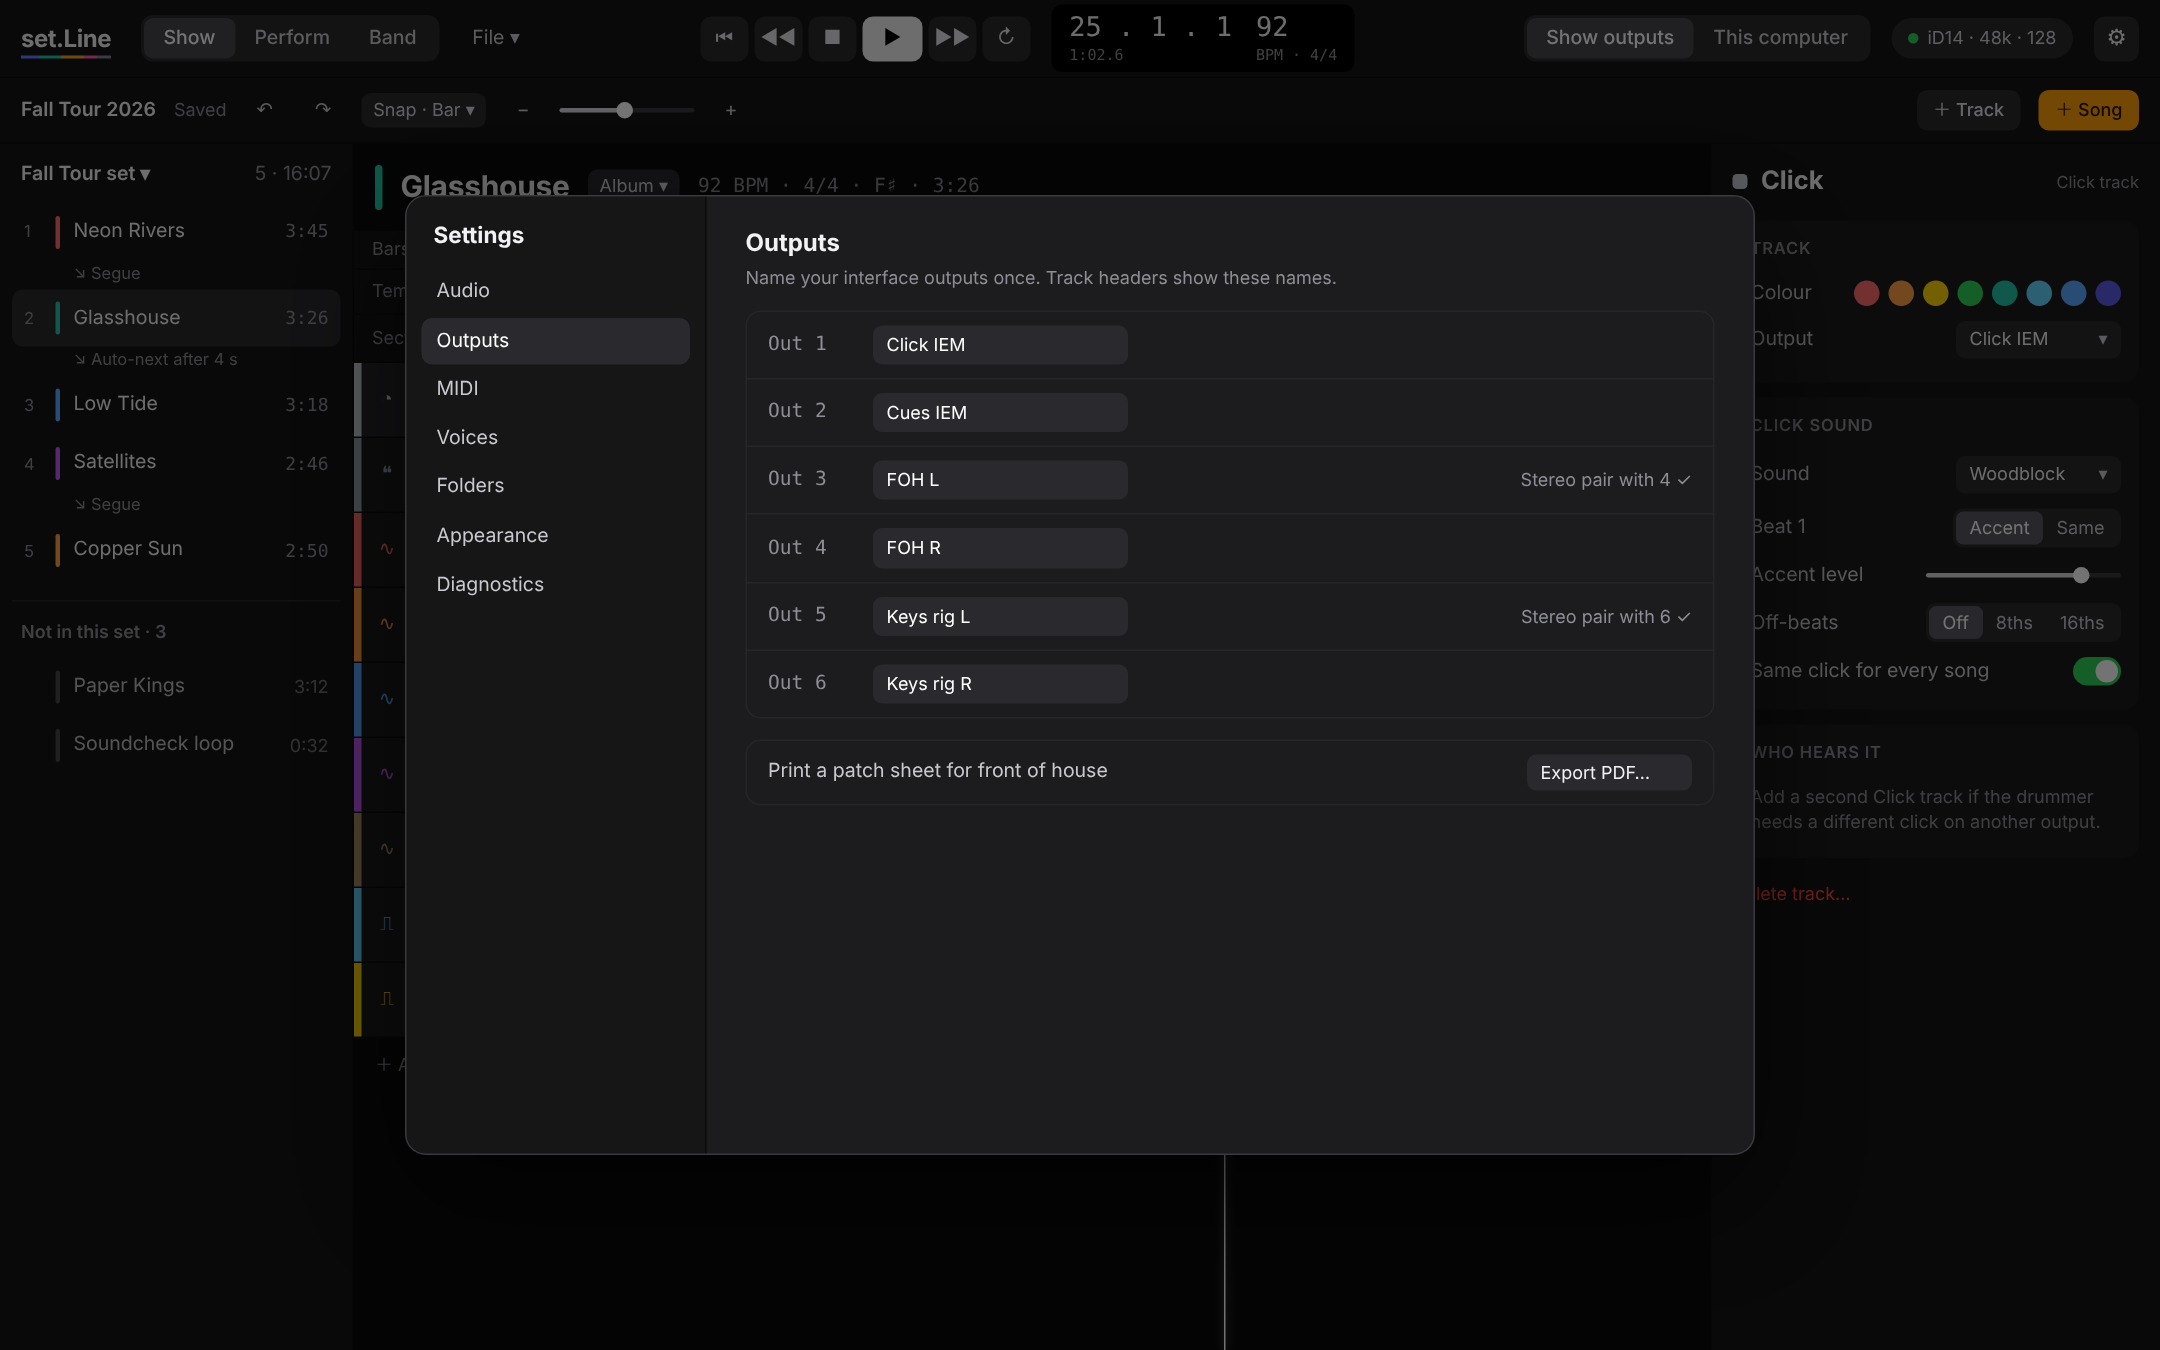 set.Line
Show Perform Band File ▾
25 . 1 . 1 92
1:02.6 BPM · 4/4
Show outputs This computer iD14 · 48k · 128
Fall Tour 2026 Saved Snap · Bar ▾ − +
+ Track + Song
Fall Tour set ▾ 5 · 16:07
1 Neon Rivers 3:45
↘ Segue
2 Glasshouse 3:26
↘ Auto-next after 4 s
3 Low Tide 3:18
4 Satellites 2:46
↘ Segue
5 Copper Sun 2:50
Not in this set · 3
Paper Kings 3:12
Soundcheck loop 0:32
Glasshouse Album ▾ 92 BPM · 4/4 · F♯ · 3:26
Bars
Tem
Sec
Settings
Audio
Outputs
MIDI
Voices
Folders
Appearance
Diagnostics
Outputs
Name your interface outputs once. Track headers show these names.
Out 1 Click IEM
Out 2 Cues IEM
Out 3 FOH L Stereo pair with 4 ✓
Out 4 FOH R
Out 5 Keys rig L Stereo pair with 6 ✓
Out 6 Keys rig R
Print a patch sheet for front of house Export PDF…
Click Click track
TRACK
Colour
Output Click IEM ▾
CLICK SOUND
Sound Woodblock ▾
Beat 1 Accent Same
Accent level
Off-beats Off 8ths 16ths
Same click for every song
WHO HEARS IT
Add a second Click track if the drummer
needs a different click on another output.
lete track…